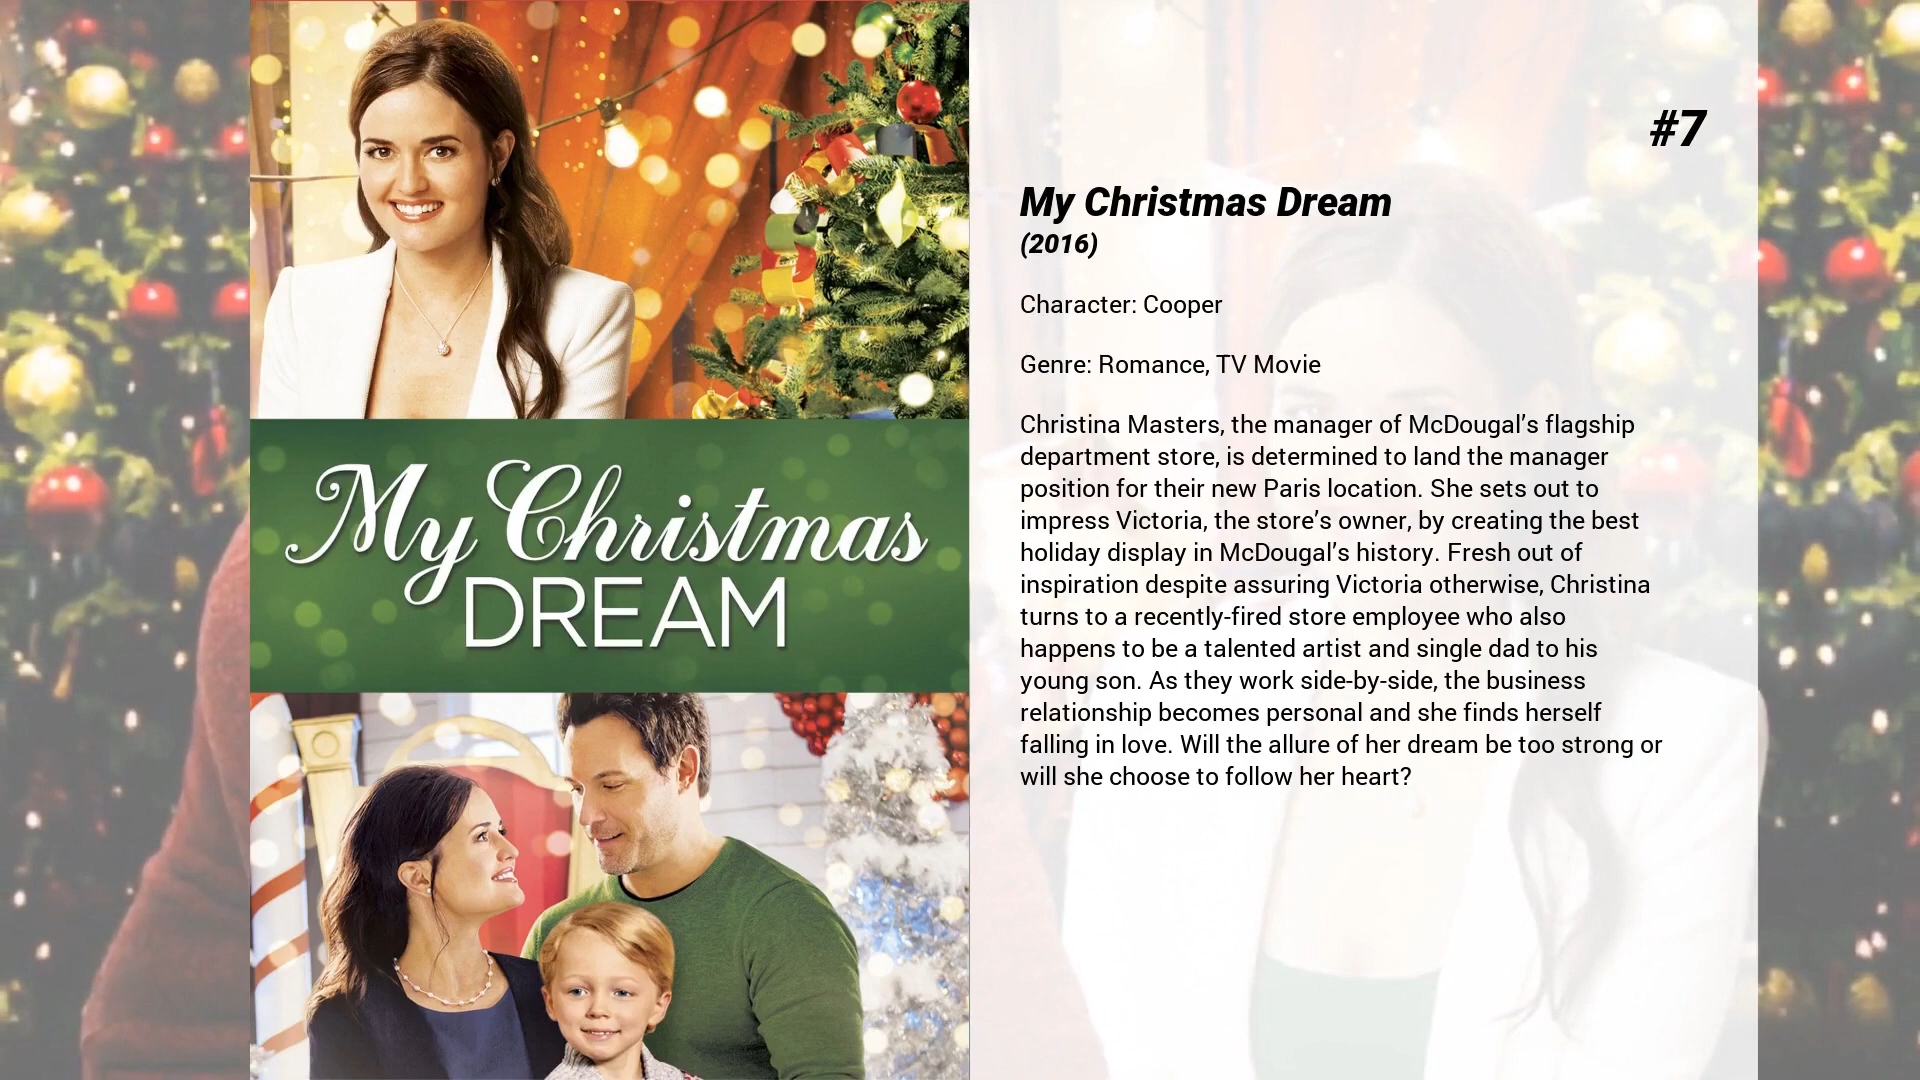 My Christmas
DREAM
#7
My Christmas Dream
(2016)
Character: Cooper
Genre: Romance, TV Movie
Christina Masters, the manager of McDougal’s flagship
department store, is determined to land the manager
position for their new Paris location. She sets out to
impress Victoria, the store’s owner, by creating the best
holiday display in McDougal’s history. Fresh out of
inspiration despite assuring Victoria otherwise, Christina
turns to a recently-fired store employee who also
happens to be a talented artist and single dad to his
young son. As they work side-by-side, the business
relationship becomes personal and she finds herself
falling in love. Will the allure of her dream be too strong or
will she choose to follow her heart?